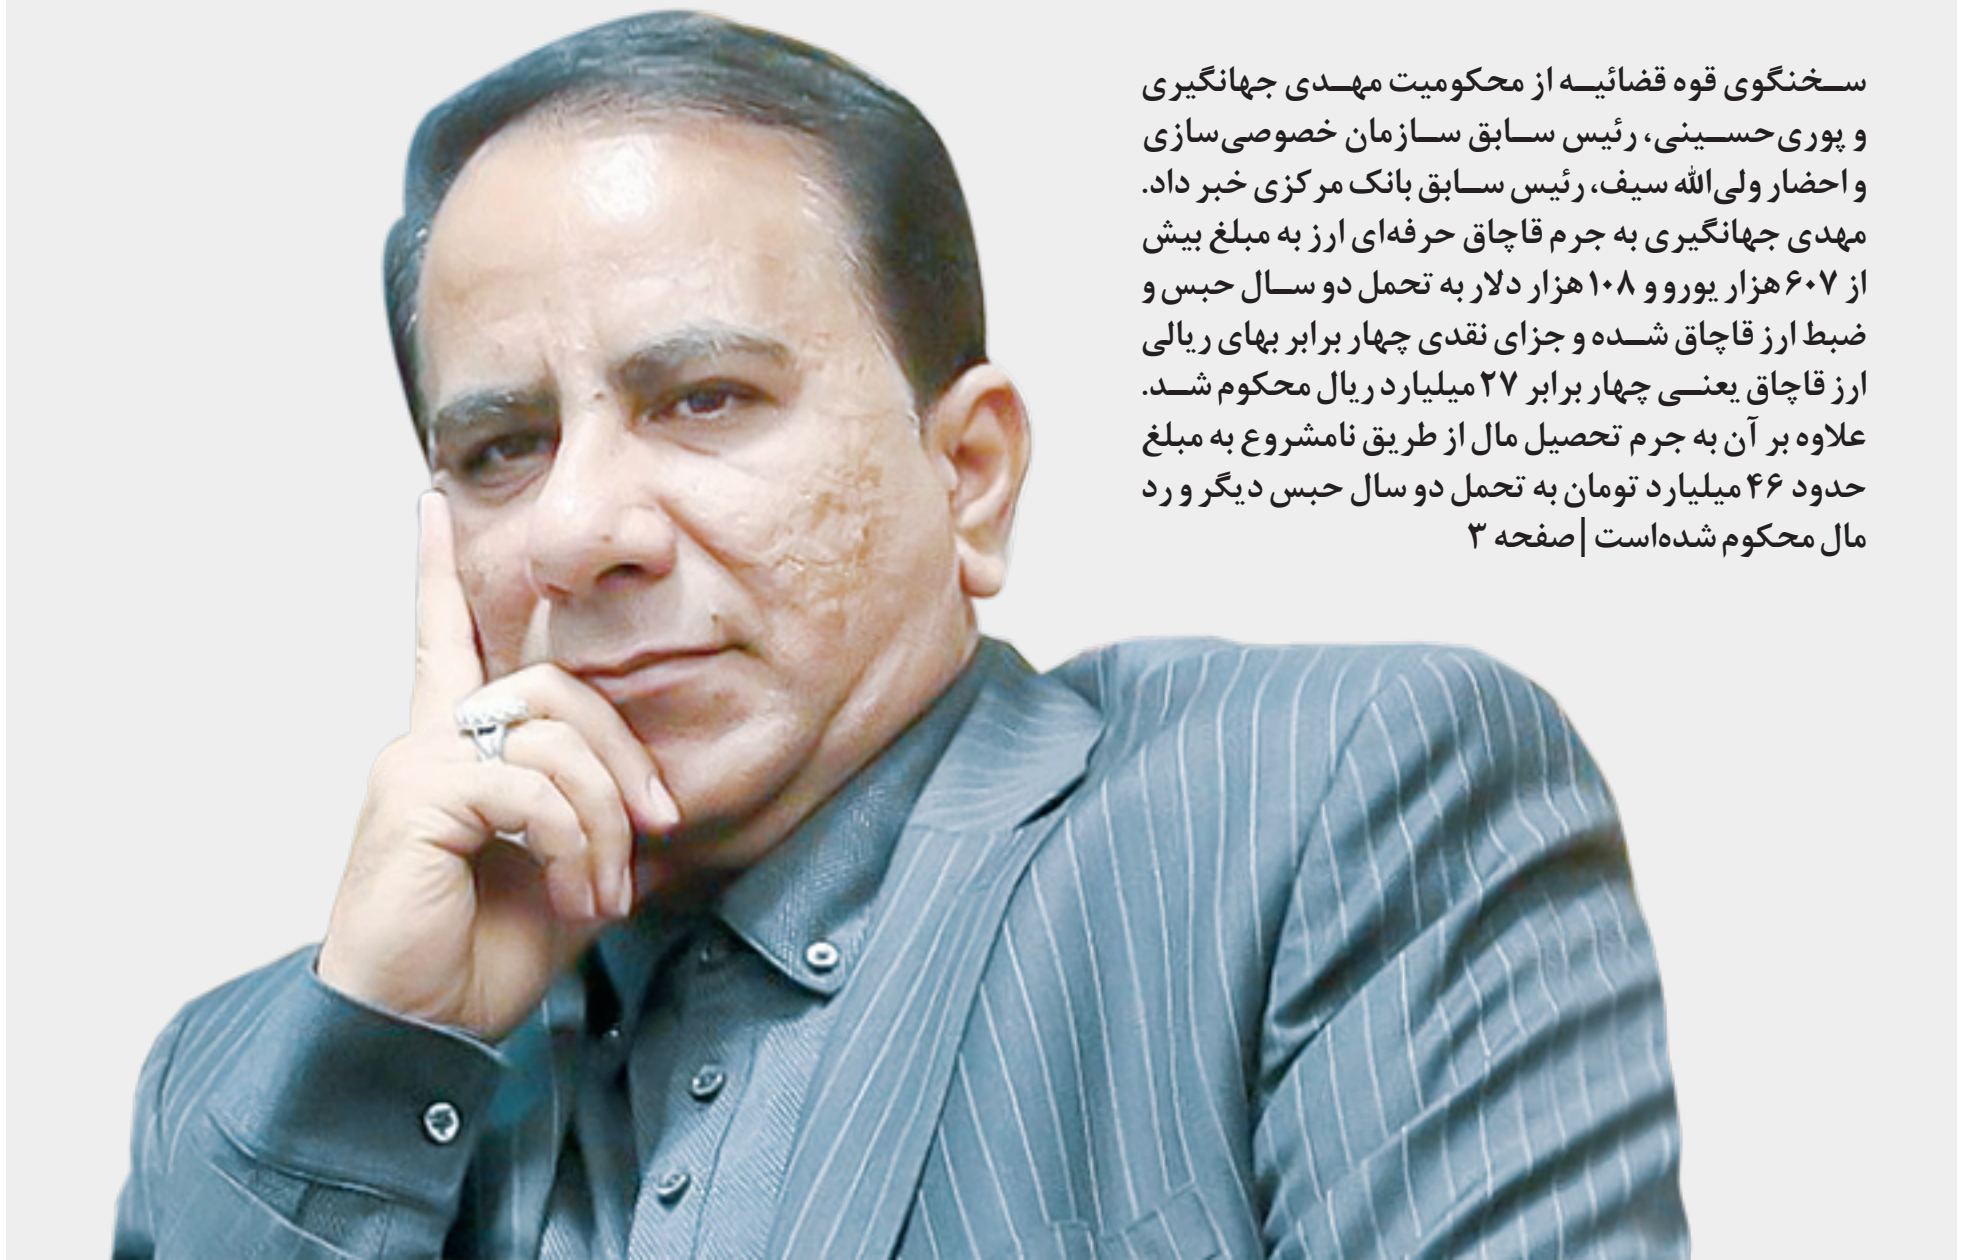 سخنگوی قوه قضائیه از محکومیت مهدی جهانگیری
و پوری‌حسینی، رئیس سابق سازمان خصوصی‌سازی
و احضار ولی‌الله سیف، رئیس سابق بانک مرکزی خبر داد.
مهدی جهانگیری به جرم قاچاق حرفه‌ای ارز به مبلغ بیش
از ۶۰۷ هزار یورو و ۱۰۸ هزار دلار به تحمل دو سال حبس و
ضبط ارز قاچاق شده و جزای نقدی چهار برابر بهای ریالی
ارز قاچاق یعنی چهار برابر ۲۷ میلیارد ریال محکوم شد.
علاوه بر آن به جرم تحصیل مال از طریق نامشروع به مبلغ
حدود ۴۶ میلیارد تومان به تحمل دو سال حبس دیگر و رد
مال محکوم شده‌است | صفحه ۳